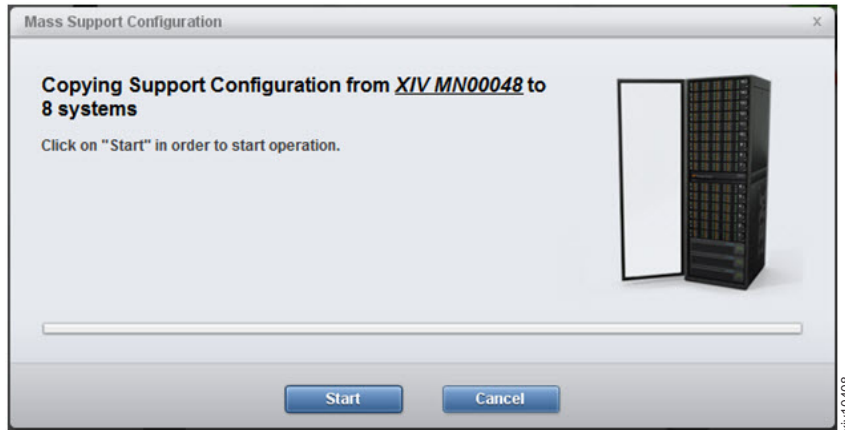 Mass Support Configuration
x
Copying Support Configuration from XIV MN00048 to
8 systems
Click on "Start" in order to start operation.
Start
Cancel
xiv10408